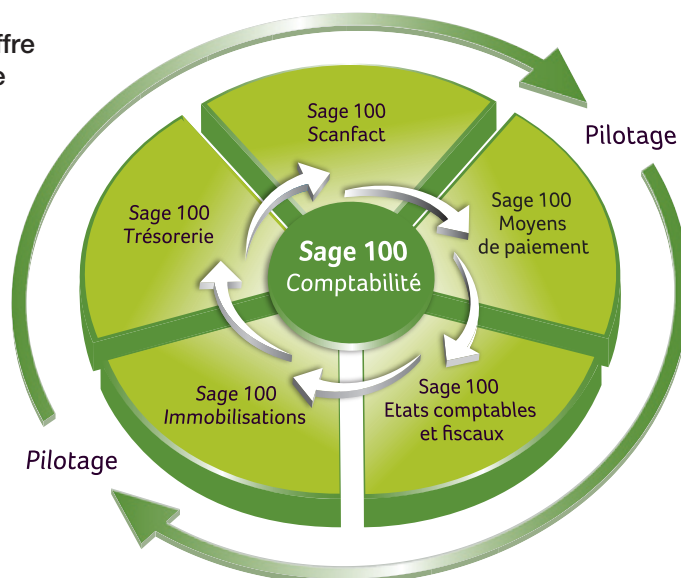 Sage 100
Scanfact
Pilotage
Sage 100
Moyens
de paiement
Sage 100
Trésorerie
Sage 100
Comptabilité
Sage 100
Etats comptables
et fiscaux
Sage 100
Immobilisations
Pilotage